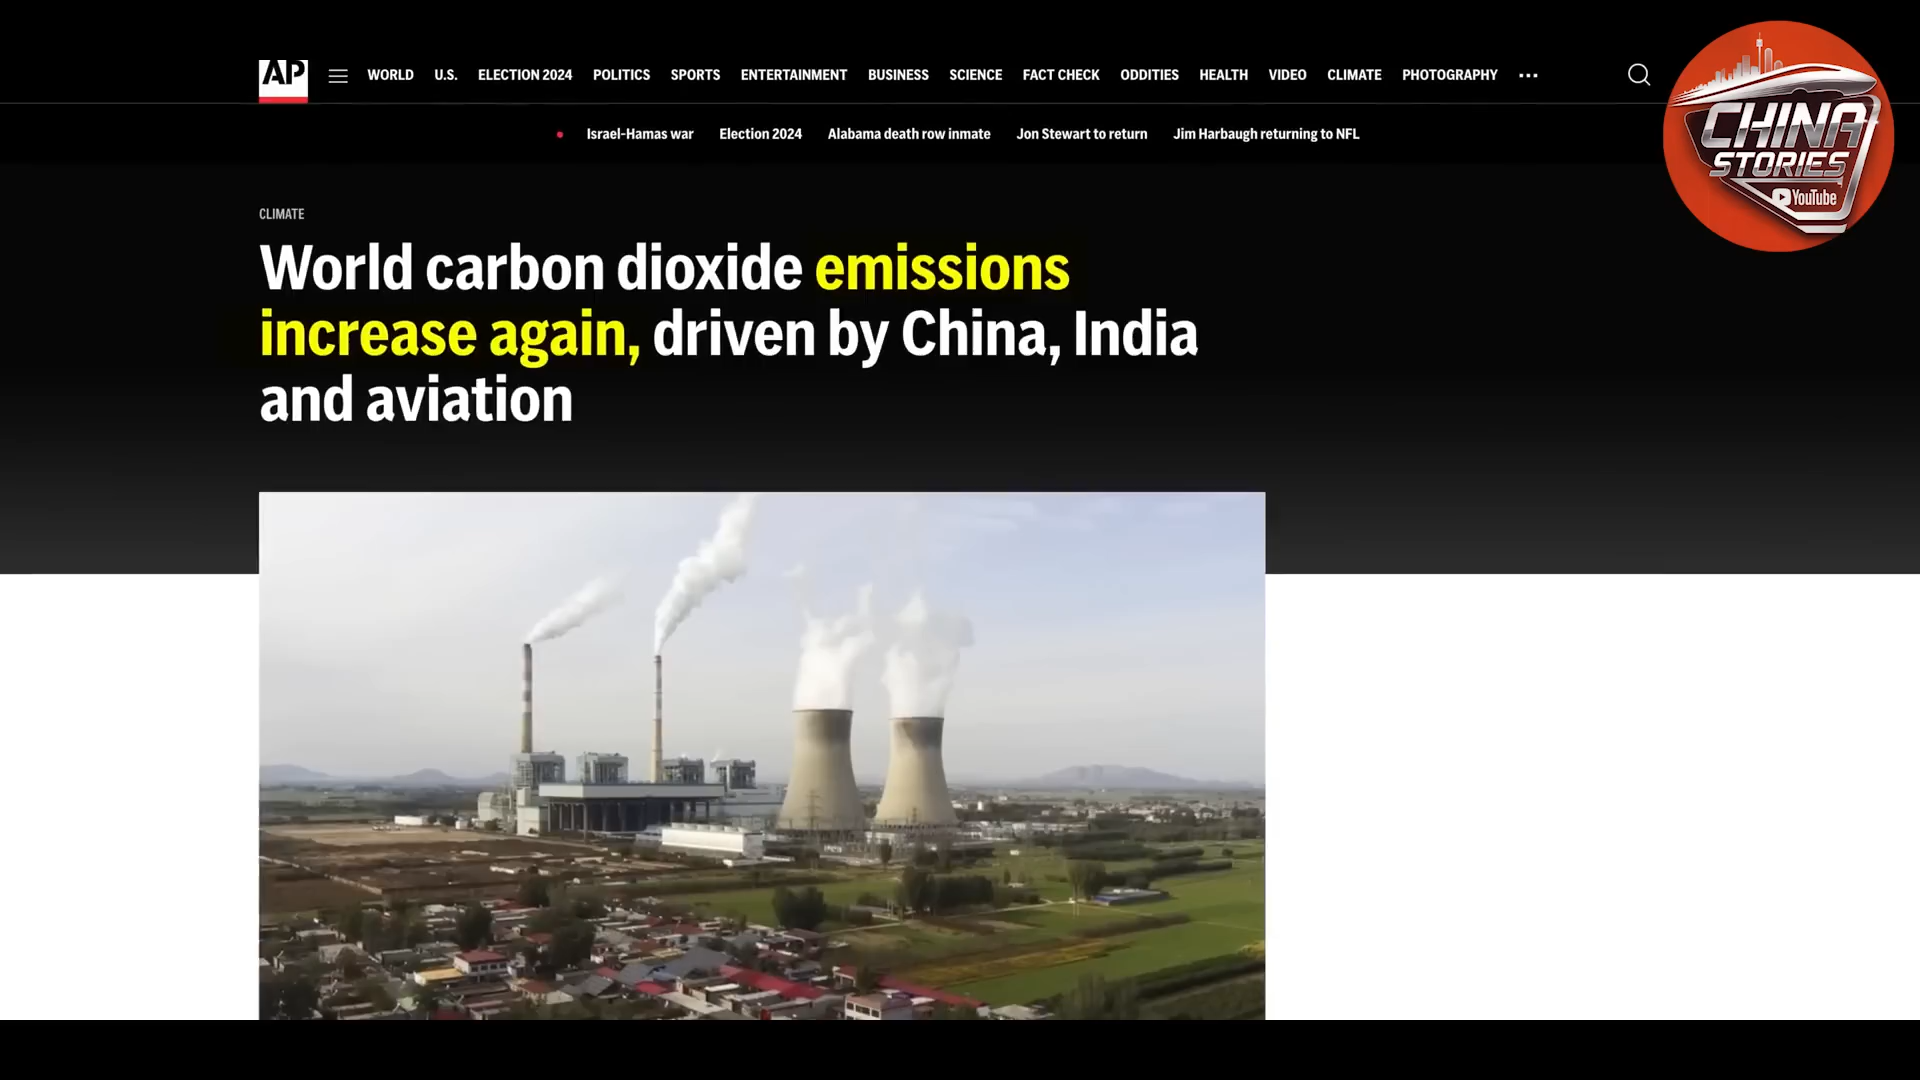 AP
WORLD U.S. ELECTION 2024 POLITICS SPORTS ENTERTAINMENT BUSINESS SCIENCE FACT CHECK ODDITIES HEALTH VIDEO CLIMATE PHOTOGRAPHY
Israel-Hamas war Election 2024 Alabama death row inmate Jon Stewart to return Jim Harbaugh returning to NFL
CHINA
STORIES
YouTube
CLIMATE
World carbon dioxide emissions
increase again, driven by China, India
and aviation